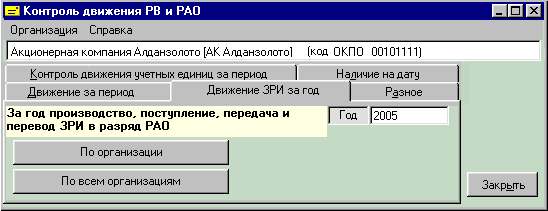 Контроль движения РВ и РАО
Организация Справка
Акционерная компания Алданзолото [АК Алданзолото] (код ОКПО 00101111)
Контроль движения учетных единиц за период Наличие на дату
Движение за период Движение ЗРИ за год Разное
За год производство, поступление, передача и Год 2005
перевод ЗРИ в разряд РАО
По организации
По всем организациям
Закрыть